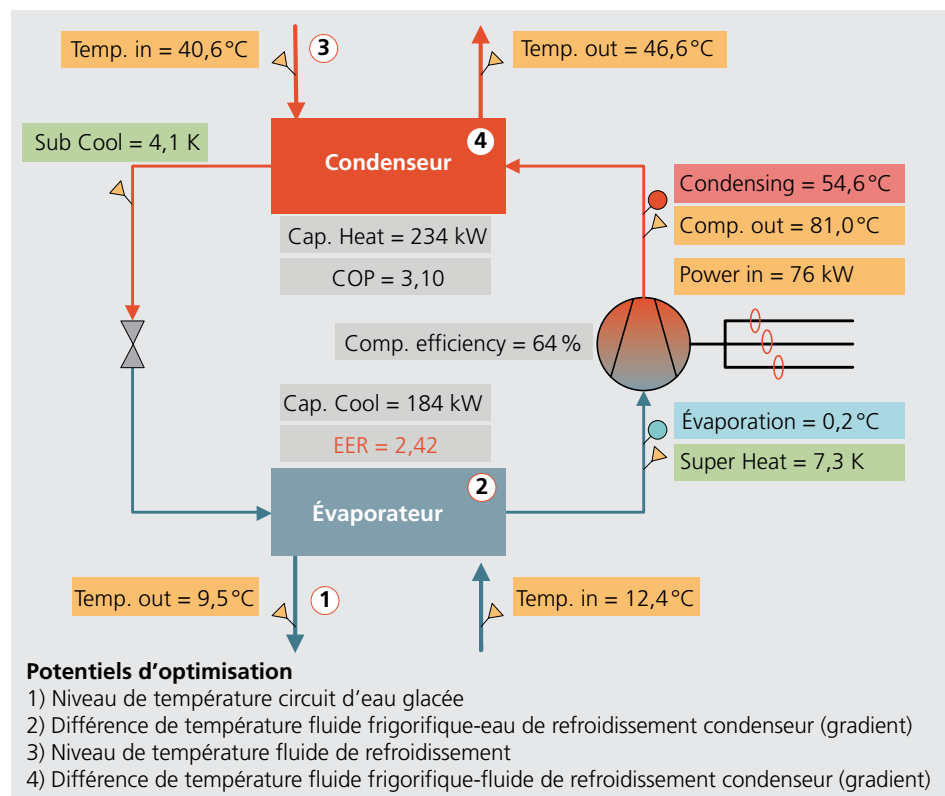 Temp. in = 40,6 °C
3
Temp. out = 46,6 °C
Sub Cool = 4,1 K
4
Condenseur
Condensing = 54,6 °C
Cap. Heat = 234 kW
Comp. out = 81,0 °C
COP = 3,10
Power in = 76 kW
Comp. efficiency = 64 %
Cap. Cool = 184 kW
Évaporation = 0,2 °C
EER = 2,42
Super Heat = 7,3 K
2
Évaporateur
Temp. out = 9,5 °C
1
Temp. in = 12,4 °C
Potentiels d’optimisation
1) Niveau de température circuit d’eau glacée
2) Différence de température fluide frigorifique-eau de refroidissement condenseur (gradient)
3) Niveau de température fluide de refroidissement
4) Différence de température fluide frigorifique-fluide de refroidissement condenseur (gradient)